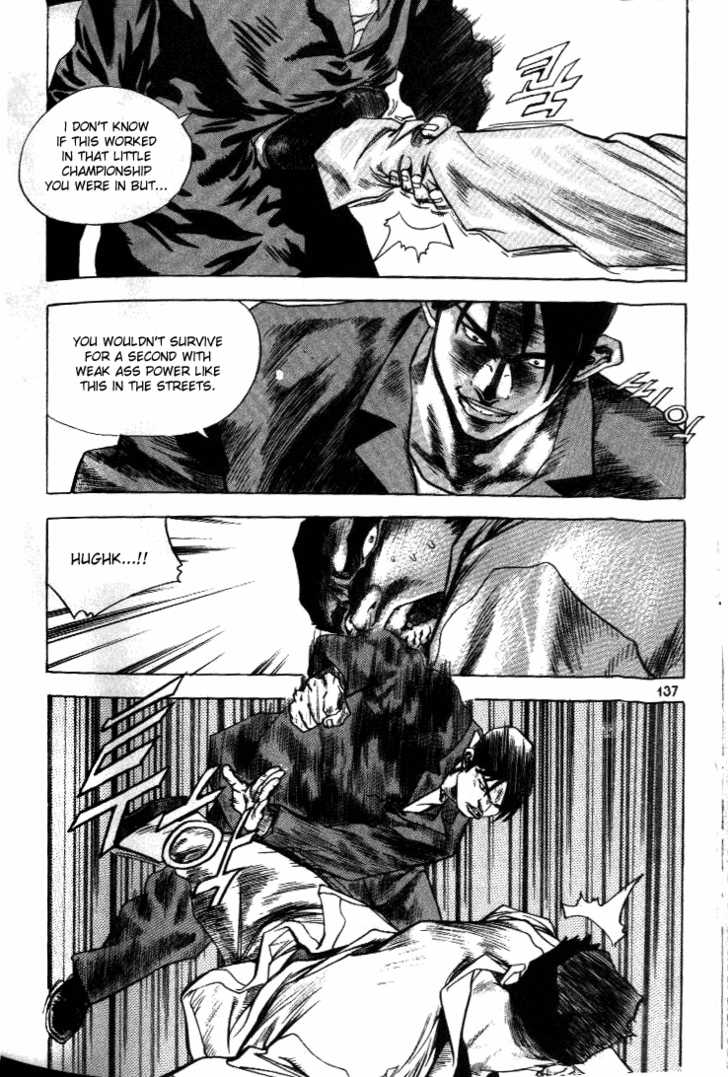 콱
I DON'T KNOW
IF THIS WORKED
IN THAT LITTLE
CHAMPIONSHIP
YOU WERE IN BUT...
YOU WOULDN'T SURVIVE
FOR A SECOND WITH
WEAK ASS POWER LIKE
THIS IN THE STREETS.
HUGHK...!!
137